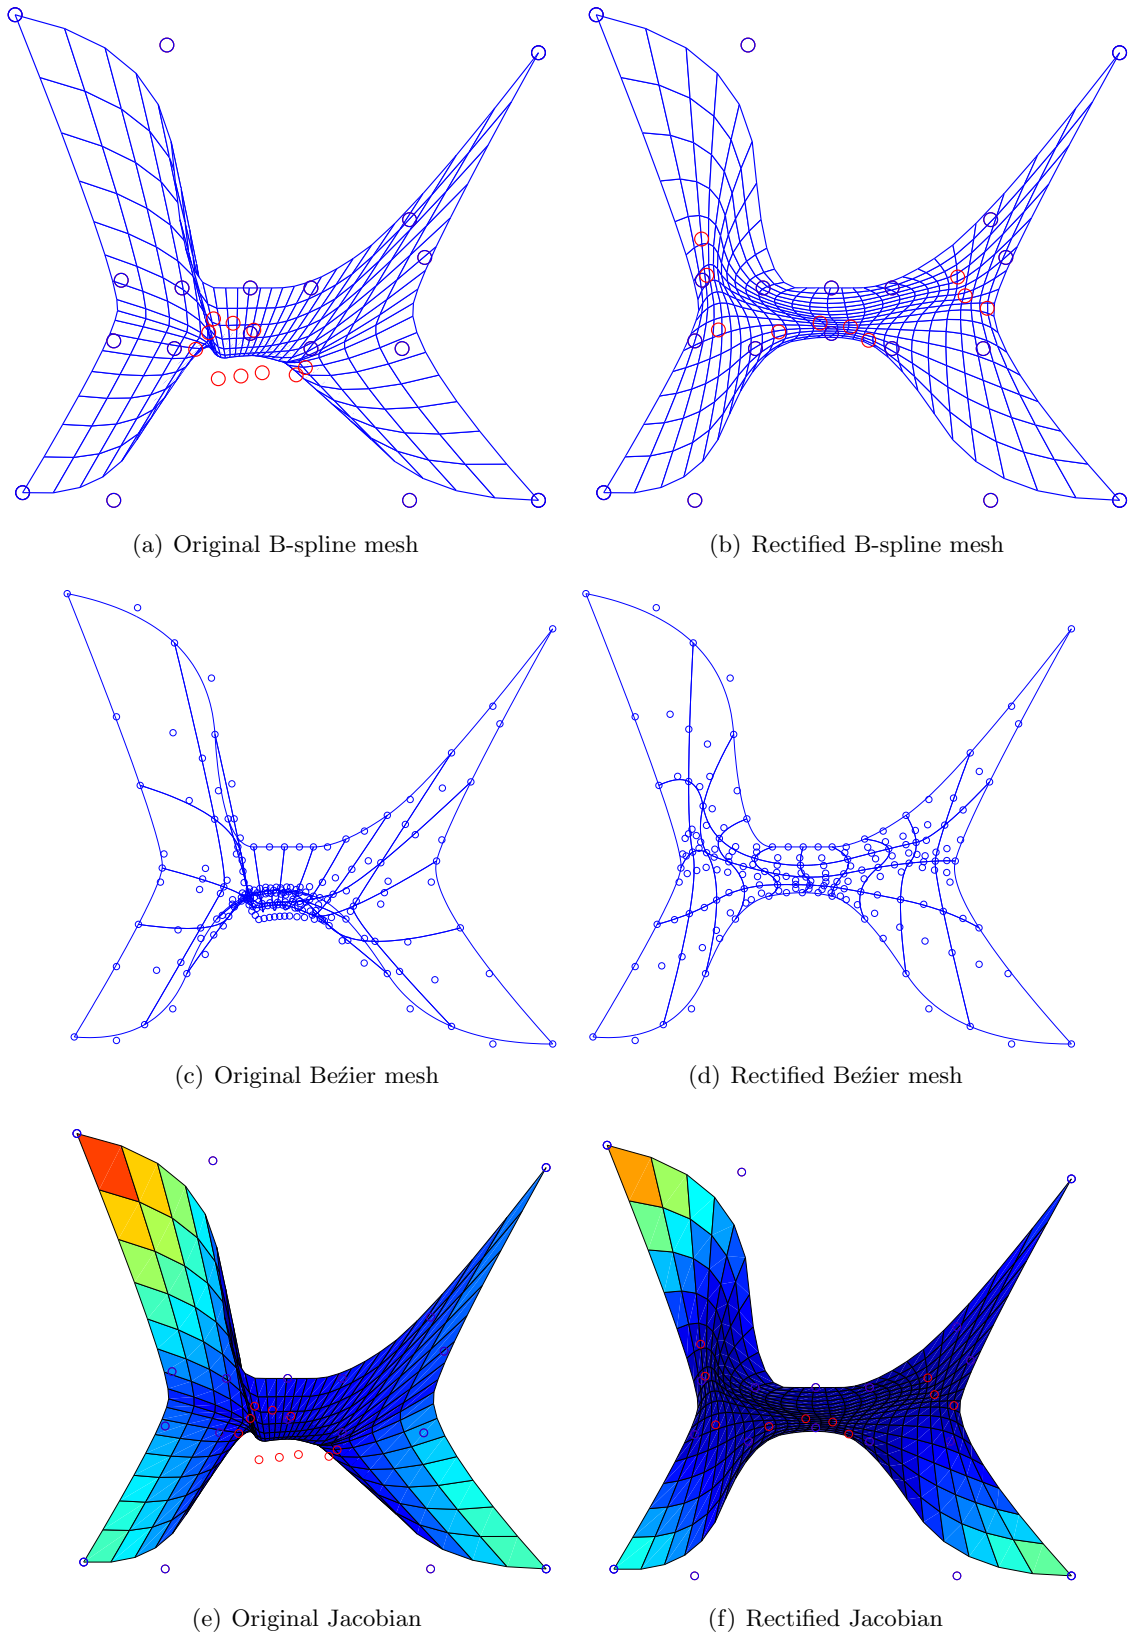 (a) Original B-spline mesh
(b) Rectified B-spline mesh
(c) Original Beźier mesh
(d) Rectified Beźier mesh
(e) Original Jacobian
(f) Rectified Jacobian